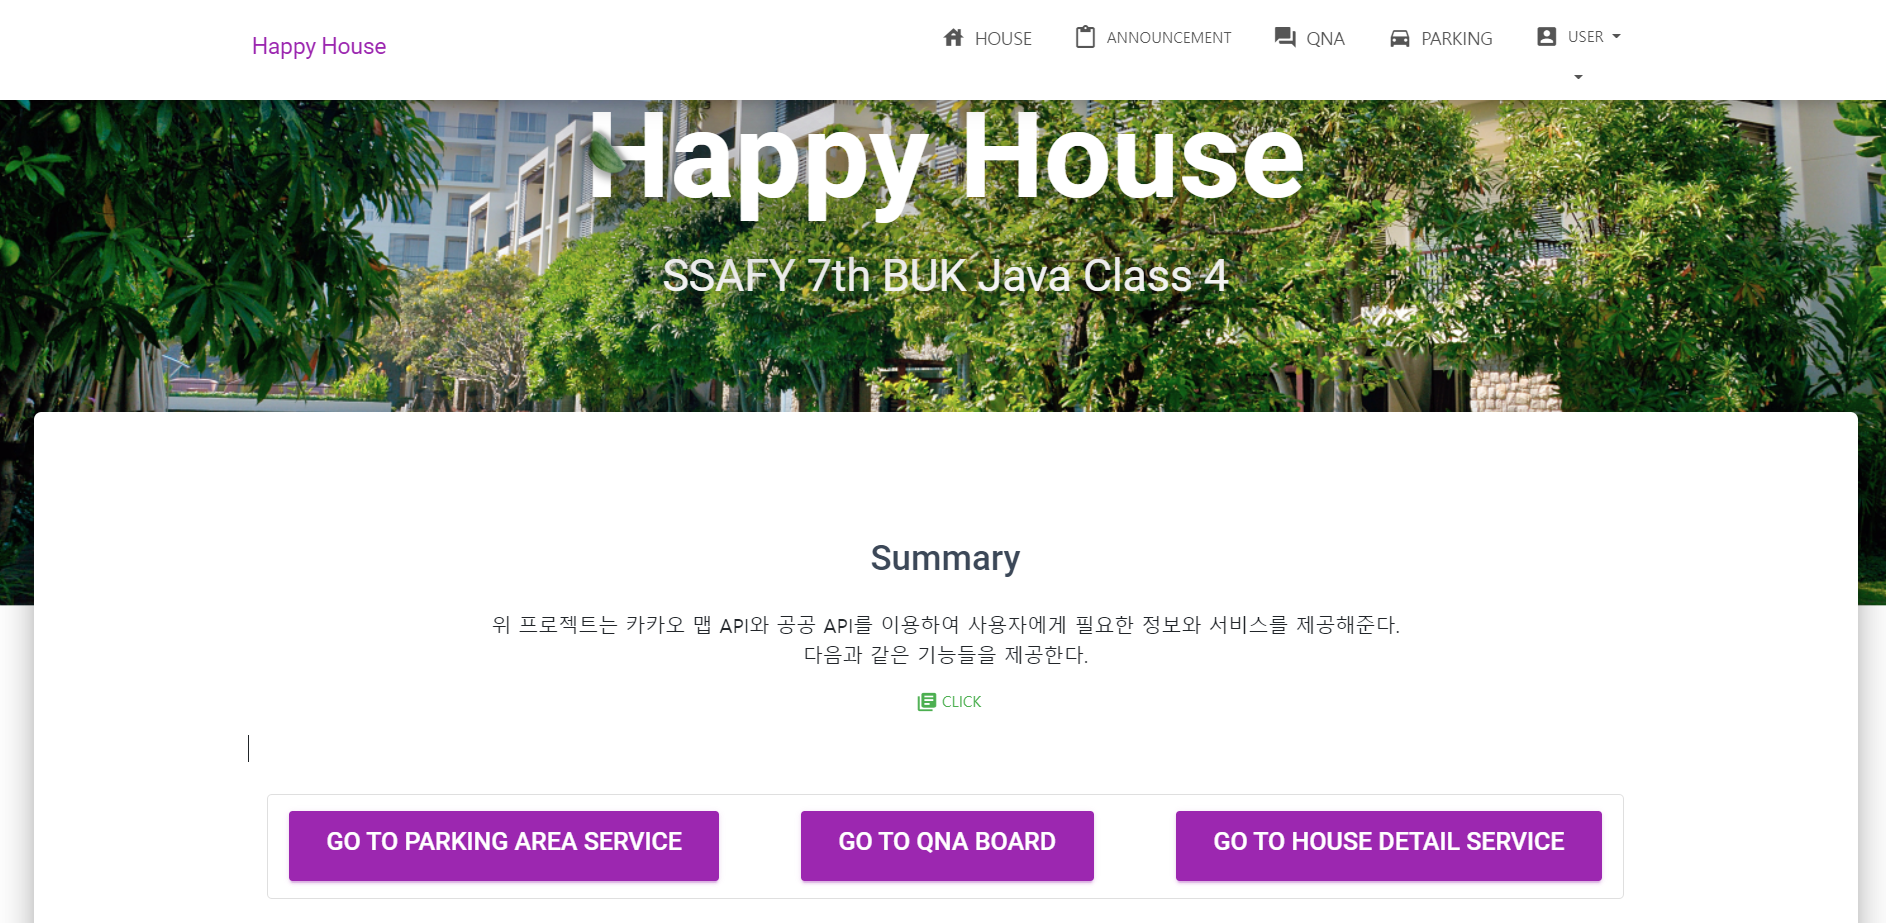 Happy House
HOUSE
ANNOUNCEMENT
QNA
PARKING
USER
Happy House
SSAFY 7th BUK Java Class 4
Summary
위 프로젝트는 카카오 맵 API와 공공 API를 이용하여 사용자에게 필요한 정보와 서비스를 제공해준다.
다음과 같은 기능들을 제공한다.
CLICK
GO TO PARKING AREA SERVICE
GO TO QNA BOARD
GO TO HOUSE DETAIL SERVICE